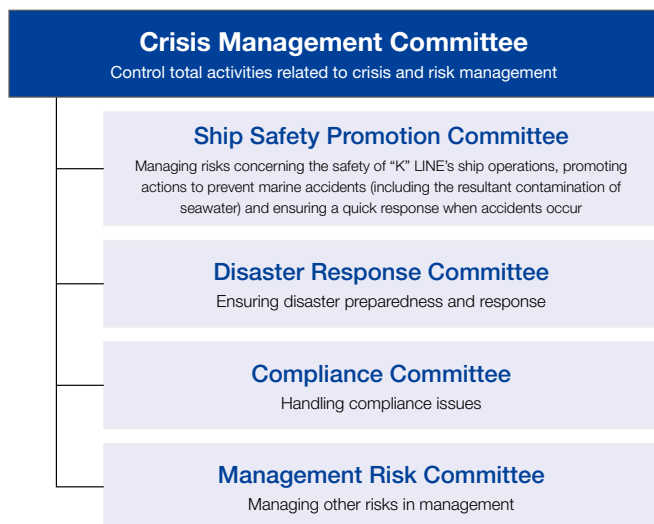 Crisis Management Committee
Control total activities related to crisis and risk management
Ship Safety Promotion Committee
Managing risks concerning the safety of “K” LINE’s ship operations, promoting
actions to prevent marine accidents (including the resultant contamination of
seawater) and ensuring a quick response when accidents occur
Disaster Response Committee
Ensuring disaster preparedness and response
Compliance Committee
Handling compliance issues
Management Risk Committee
Managing other risks in management